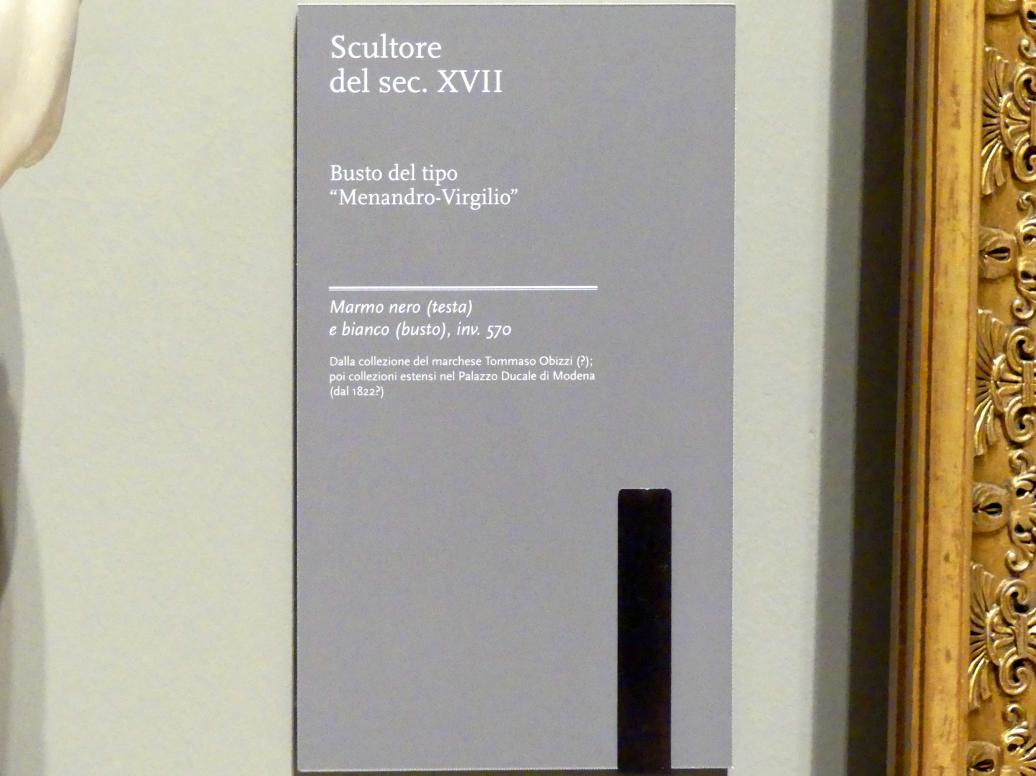 Scultore
del sec. XVII
Busto del tipo
“Menandro-Virgilio”
Marmo nero (testa)
e bianco (busto), inv. 570
Dalla collezione del marchese Tommaso Obizzi (?);
poi collezioni estensi nel Palazzo Ducale di Modena
(dal 1822?)